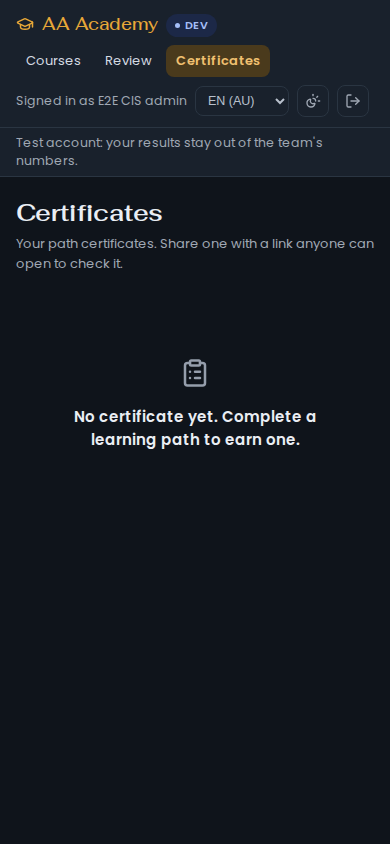 AA Academy
DEV
Courses
Review
Certificates
Signed in as E2E CIS admin
EN (AU)
Test account: your results stay out of the team's
numbers.
Certificates
Your path certificates. Share one with a link anyone can
open to check it.
No certificate yet. Complete a
learning path to earn one.